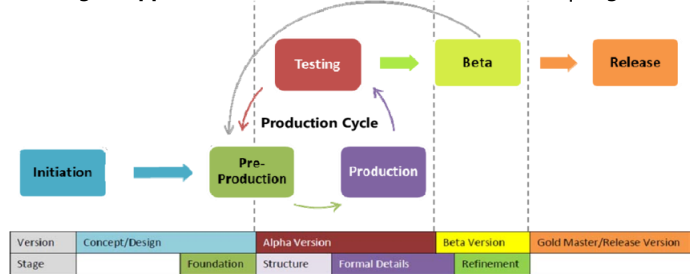 Testing
Beta
Release
Production Cycle
Initiation
Pre-
Production
Production
Version
Concept/Design
Alpha Version
Beta Version
Gold Master/Release Version
Stage
Foundation
Structure
Formal Details
Refinement